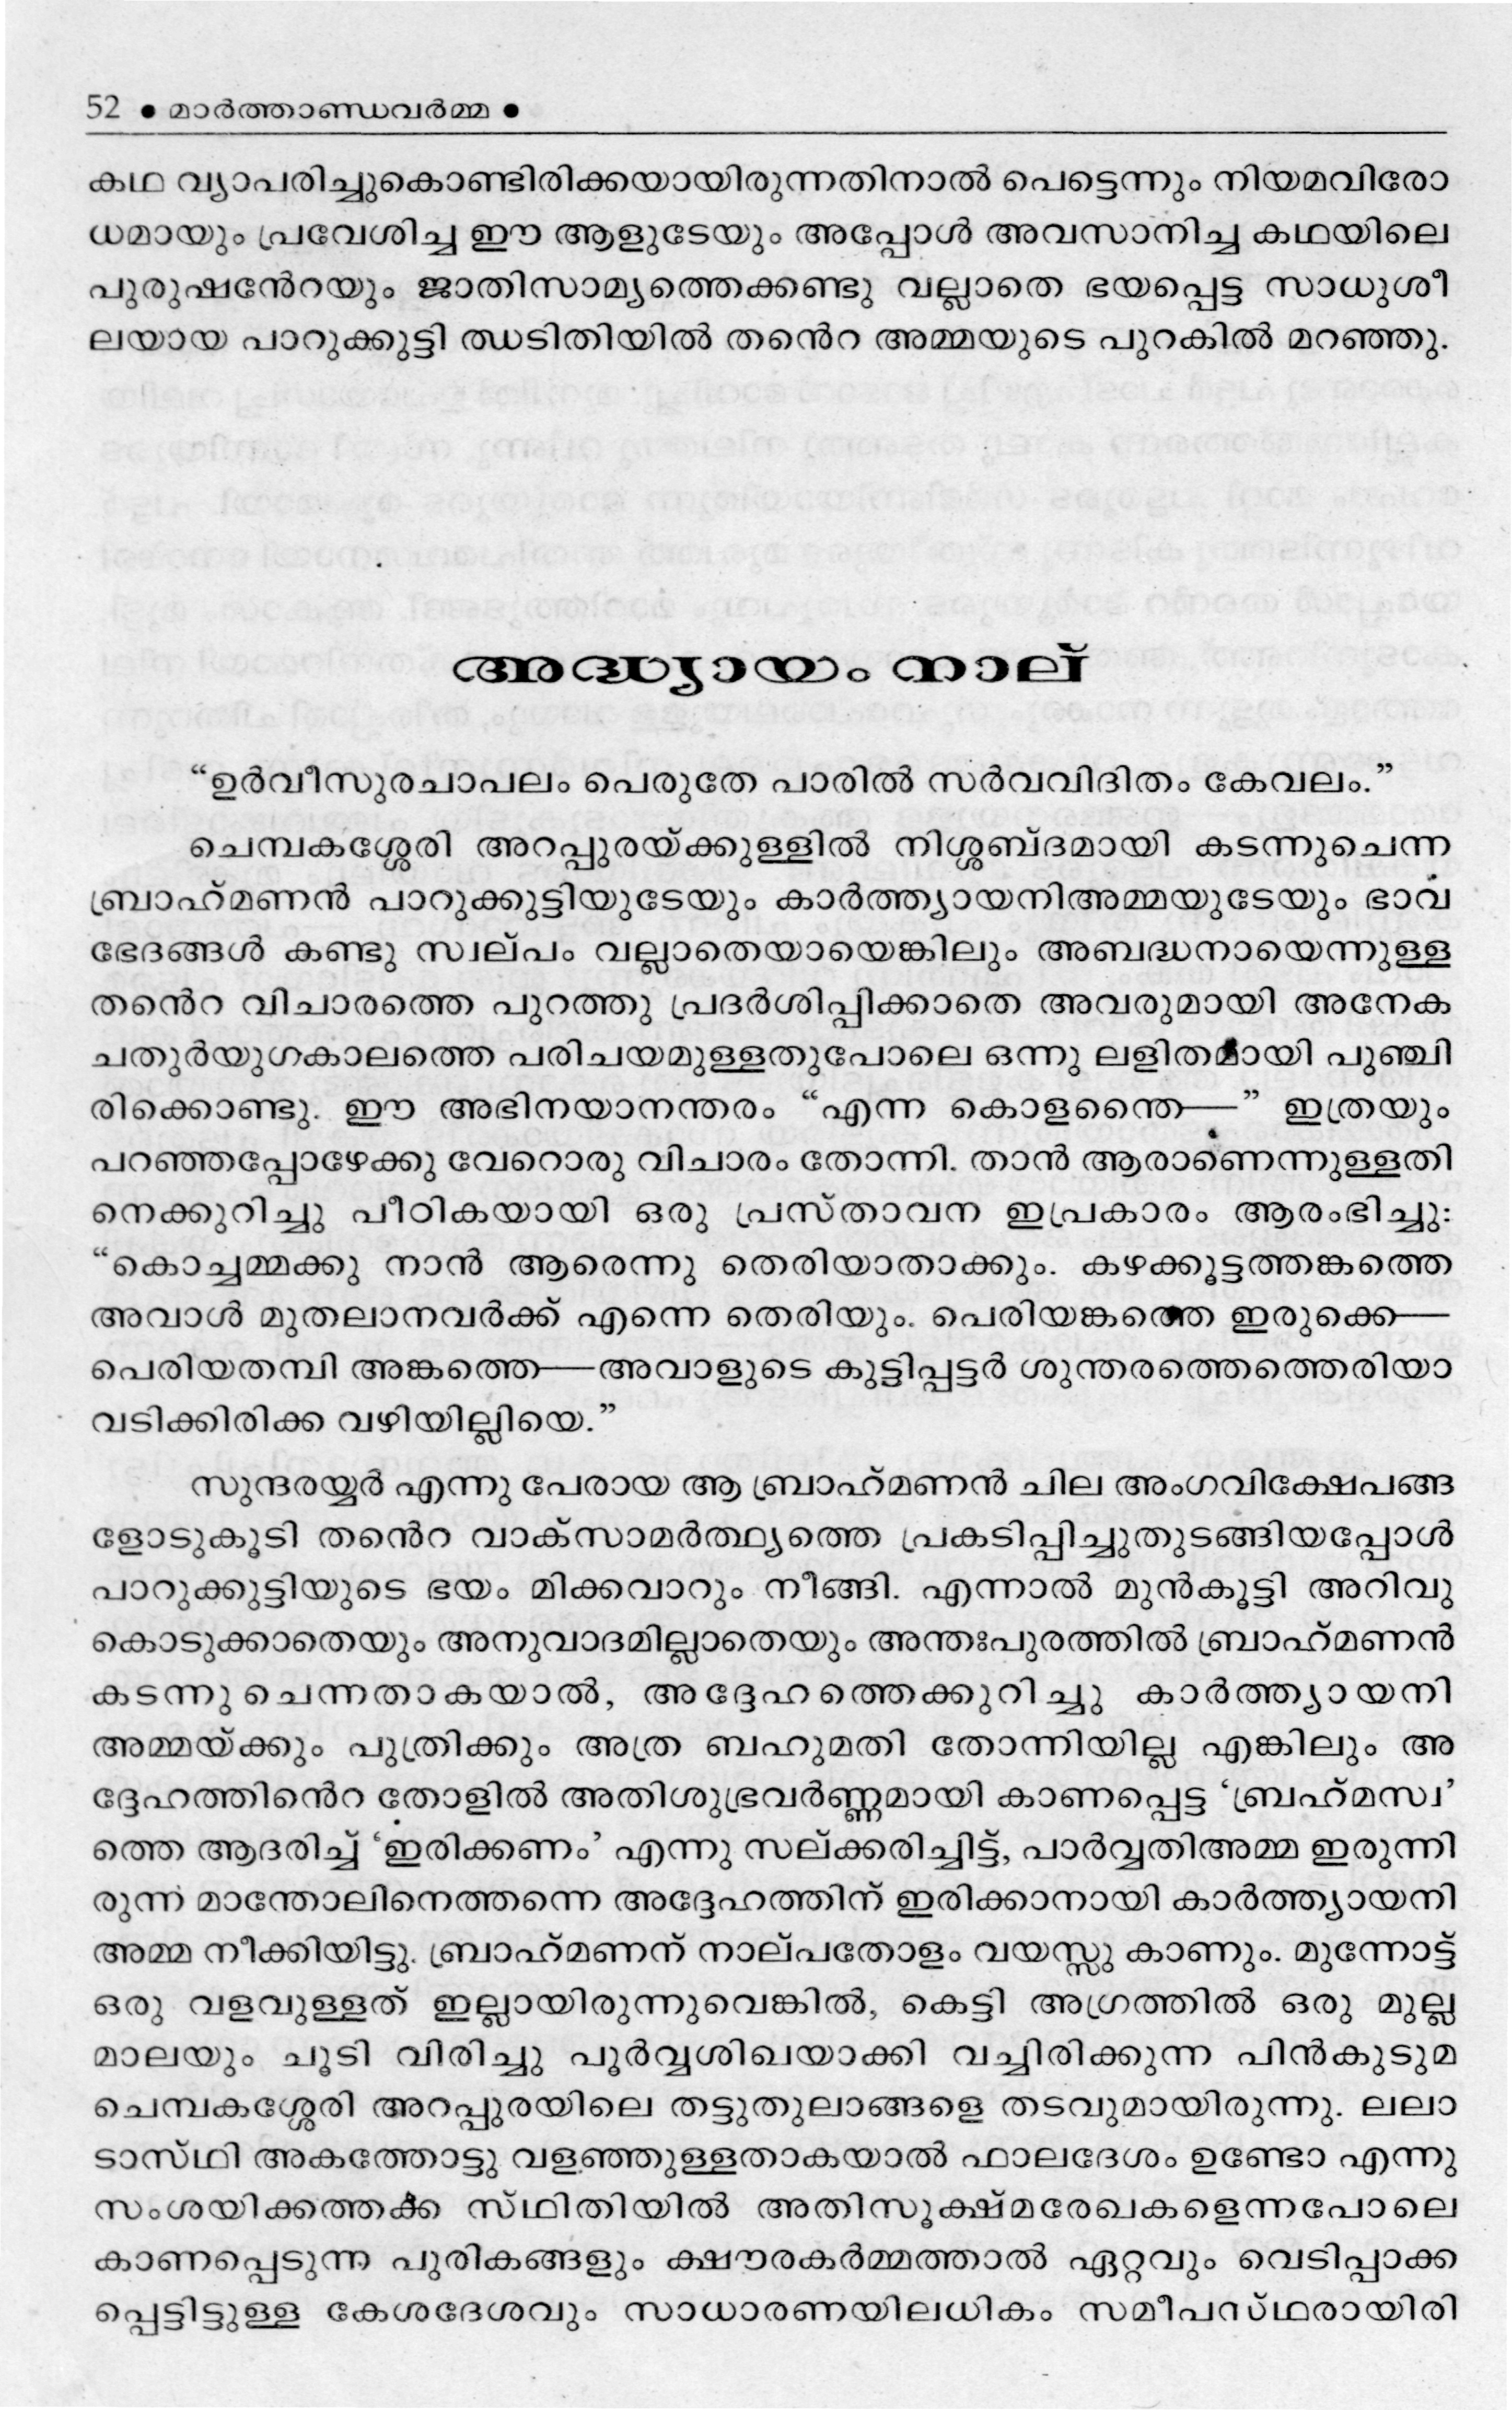 52 ● മാർത്താണ്ഡവർമ്മ ●
കഥ വ്യാപരിച്ചുകൊണ്ടിരിക്കയായിരുന്നതിനാൽ പെട്ടെന്നും നിയമവിരോ
ധമായും പ്രവേശിച്ച ഈ ആളുടേയും അപ്പോൾ അവസാനിച്ച കഥയിലെ
പുരുഷൻേറയും ജാതിസാമ്യത്തെക്കണ്ടു വല്ലാതെ ഭയപ്പെട്ട സാധുശീ
ലയായ പാറുക്കുട്ടി ഝടിതിയിൽ തൻെറ അമ്മയുടെ പുറകിൽ മറഞ്ഞു.
അദ്ധ്യായം നാല്
“ഉർവീസുരചാപലം പെരുതേ പാരിൽ സർവവിദിതം കേവലം.”
ചെമ്പകശ്ശേരി അറപ്പുരയ്ക്കുള്ളിൽ നിശ്ശബ്ദമായി കടന്നുചെന്ന
ബ്രാഹ്മണൻ പാറുക്കുട്ടിയുടേയും കാർത്ത്യായനിഅമ്മയുടേയും ഭാവ
ഭേദങ്ങൾ കണ്ടു സ്വല്പം വല്ലാതെയായെങ്കിലും അബദ്ധനായെന്നുള്ള
തൻെറ വിചാരത്തെ പുറത്തു പ്രദർശിപ്പിക്കാതെ അവരുമായി അനേക
ചതുർയുഗകാലത്തെ പരിചയമുള്ളതുപോലെ ഒന്നു ലളിതമായി പുഞ്ചി
രിക്കൊണ്ടു. ഈ അഭിനയാനന്തരം “എന്ന കൊളന്തൈ—” ഇത്രയും
പറഞ്ഞപ്പോഴേക്കു വേറൊരു വിചാരം തോന്നി. താൻ ആരാണെന്നുള്ളതി
നെക്കുറിച്ചു പീഠികയായി ഒരു പ്രസ്താവന ഇപ്രകാരം ആരംഭിച്ചു:
“കൊച്ചമ്മക്കു നാൻ ആരെന്നു തെരിയാതാക്കും. കഴക്കൂട്ടത്തങ്കത്തെ
അവാൾ മുതലാനവർക്ക് എന്നെ തെരിയും. പെരിയങ്കത്തെ ഇരുക്കെ—
പെരിയതമ്പി അങ്കത്തെ—അവാളുടെ കുട്ടിപ്പട്ടർ ശുന്തരത്തെത്തെരിയാ
വടിക്കിരിക്ക വഴിയില്ലിയെ.”
സുന്ദരയ്യർ എന്നു പേരായ ആ ബ്രാഹ്മണൻ ചില അംഗവിക്ഷേപങ്ങ
ളോടുകൂടി തൻെറ വാക്സാമർത്ഥ്യത്തെ പ്രകടിപ്പിച്ചുതുടങ്ങിയപ്പോൾ
പാറുക്കുട്ടിയുടെ ഭയം മിക്കവാറും നീങ്ങി. എന്നാൽ മുൻകൂട്ടി അറിവു
കൊടുക്കാതെയും അനുവാദമില്ലാതെയും അന്തഃപുരത്തിൽ ബ്രാഹ്മണൻ
കടന്നു ചെന്നതാകയാൽ, അദ്ദേഹത്തെക്കുറിച്ചു കാർത്ത്യായനി
അമ്മയ്ക്കും പുത്രിക്കും അത്ര ബഹുമതി തോന്നിയില്ല എങ്കിലും അ
ദ്ദേഹത്തിൻെറ തോളിൽ അതിശുഭ്രവർണ്ണമായി കാണപ്പെട്ട ‘ബ്രഹ്മസ്വ’
ത്തെ ആദരിച്ച് ‘ഇരിക്കണം’ എന്നു സല്ക്കരിച്ചിട്ട്, പാർവ്വതിഅമ്മ ഇരുന്നി
രുന്ന മാന്തോലിനെത്തന്നെ അദ്ദേഹത്തിന് ഇരിക്കാനായി കാർത്ത്യായനി
അമ്മ നീക്കിയിട്ടു. ബ്രാഹ്മണന് നാല്പതോളം വയസ്സു കാണും. മുന്നോട്ട്
ഒരു വളവുള്ളത് ഇല്ലായിരുന്നുവെങ്കിൽ, കെട്ടി അഗ്രത്തിൽ ഒരു മുല്ല
മാലയും ചൂടി വിരിച്ചു പൂർവ്വശിഖയാക്കി വച്ചിരിക്കുന്ന പിൻകുടുമ
ചെമ്പകശ്ശേരി അറപ്പുരയിലെ തട്ടുതുലാങ്ങളെ തടവുമായിരുന്നു. ലലാ
ടാസ്ഥി അകത്തോട്ടു വളഞ്ഞുള്ളതാകയാൽ ഫാലദേശം ഉണ്ടോ എന്നു
സംശയിക്കത്തക്ക സ്ഥിതിയിൽ അതിസൂക്ഷ്മരേഖകളെന്നപോലെ
കാണപ്പെടുന്ന പുരികങ്ങളും ക്ഷൗരകർമ്മത്താൽ ഏറ്റവും വെടിപ്പാക്ക
പ്പെട്ടിട്ടുള്ള കേശദേശവും സാധാരണയിലധികം സമീപസ്ഥരായിരി